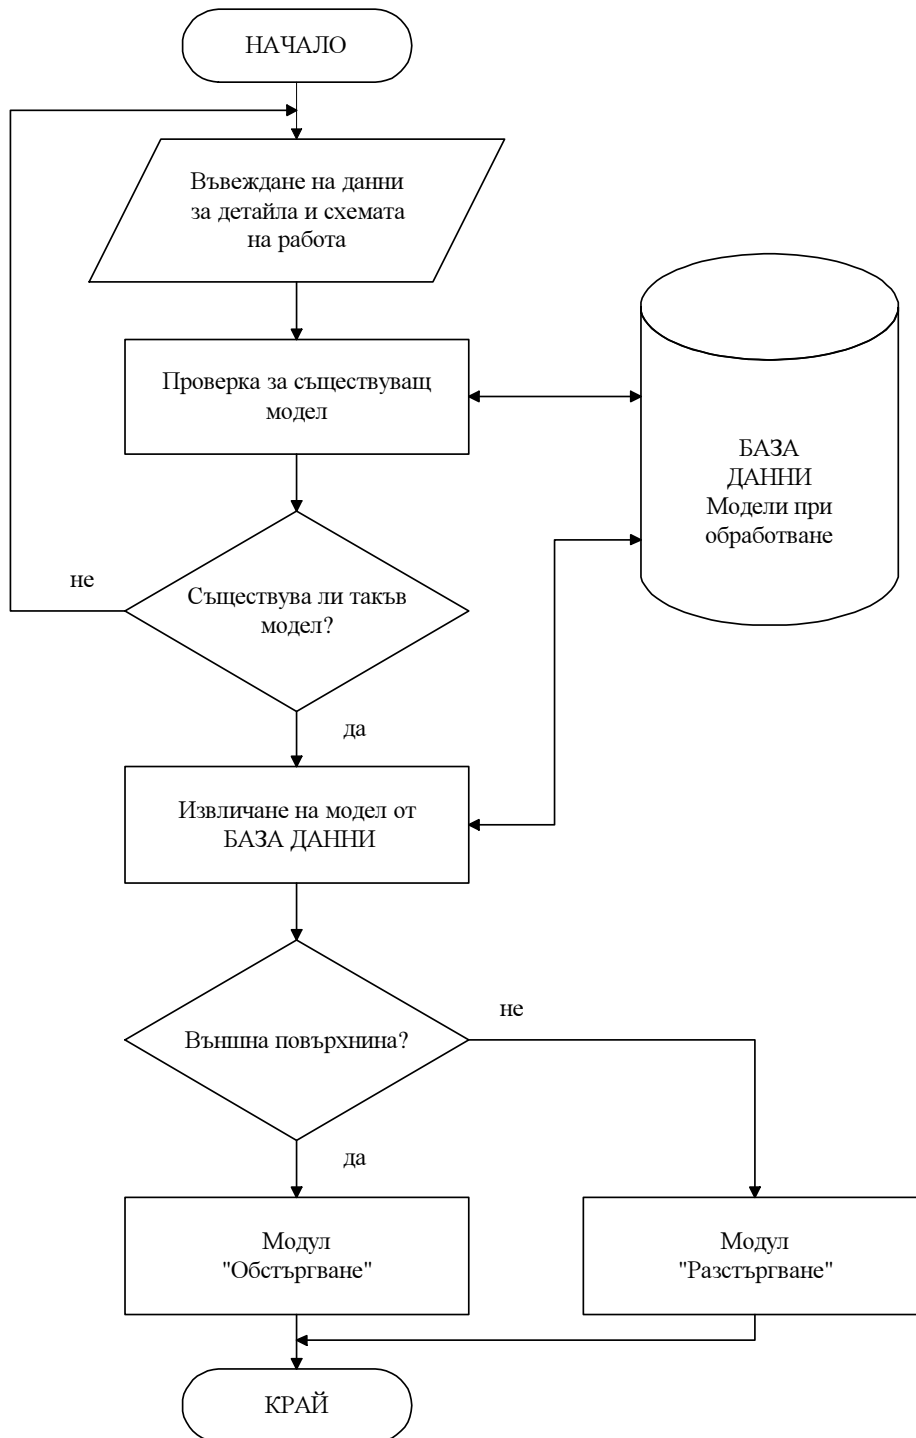 НАЧАЛО
Въвеждане на данни
за детайла и схемата
на работа
Проверка за съществуващ
модел
БАЗА
ДАННИ
Модели при
обработване
не
Съществува ли такъв
модел?
да
Извличане на модел от
БАЗА ДАННИ
не
Външна повърхнина?
да
Модул
"Обстъргване"
Модул
"Разстъргване"
КРАЙ